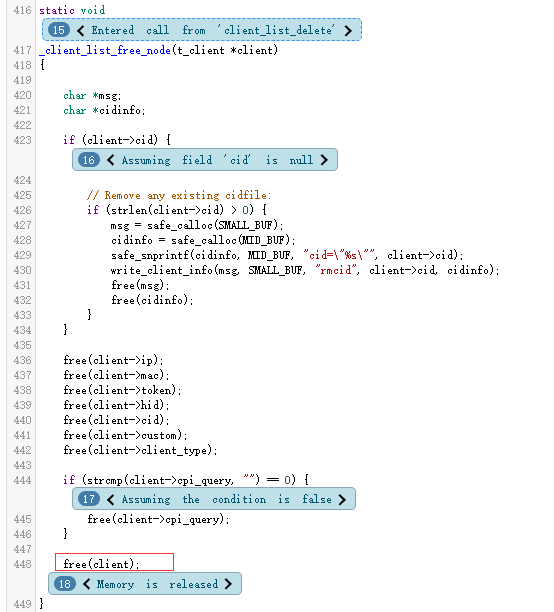 416 static void
15 Entered call from 'client_list_delete'
417 _client_list_free_node(t_client *client)
418 {
419
420 char *msg;
421 char *cidinfo;
422
423 if (client->cid) {
16 Assuming field 'cid' is null
424
425 // Remove any existing cidfile:
426 if (strlen(client->cid) > 0) {
427 msg = safe_calloc(SMALL_BUF);
428 cidinfo = safe_calloc(MID_BUF);
429 safe_snprintf(cidinfo, MID_BUF, "cid=\"%s\"", client->cid);
430 write_client_info(msg, SMALL_BUF, "rmcid", client->cid, cidinfo);
431 free(msg);
432 free(cidinfo);
433 }
434 }
435
436 free(client->ip);
437 free(client->mac);
438 free(client->token);
439 free(client->hid);
440 free(client->cid);
441 free(client->custom);
442 free(client->client_type);
443
444 if (strcmp(client->cpi_query, "") == 0) {
17 Assuming the condition is false
445 free(client->cpi_query);
446 }
447
448 free(client);
18 Memory is released
449 }